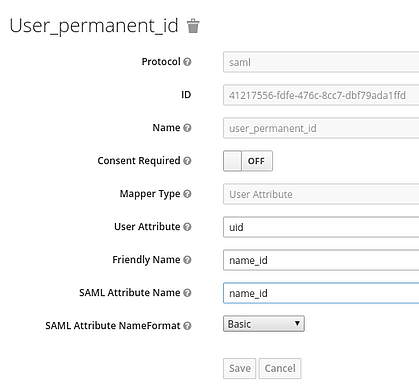 User_permanent_id
Protocol saml
ID 41217556-fdfe-476c-8cc7-dbf79ada1ffd
Name user_permanent_id
Consent Required OFF
Mapper Type User Attribute
User Attribute uid
Friendly Name name_id
SAML Attribute Name name_id
SAML Attribute NameFormat Basic
Save Cancel